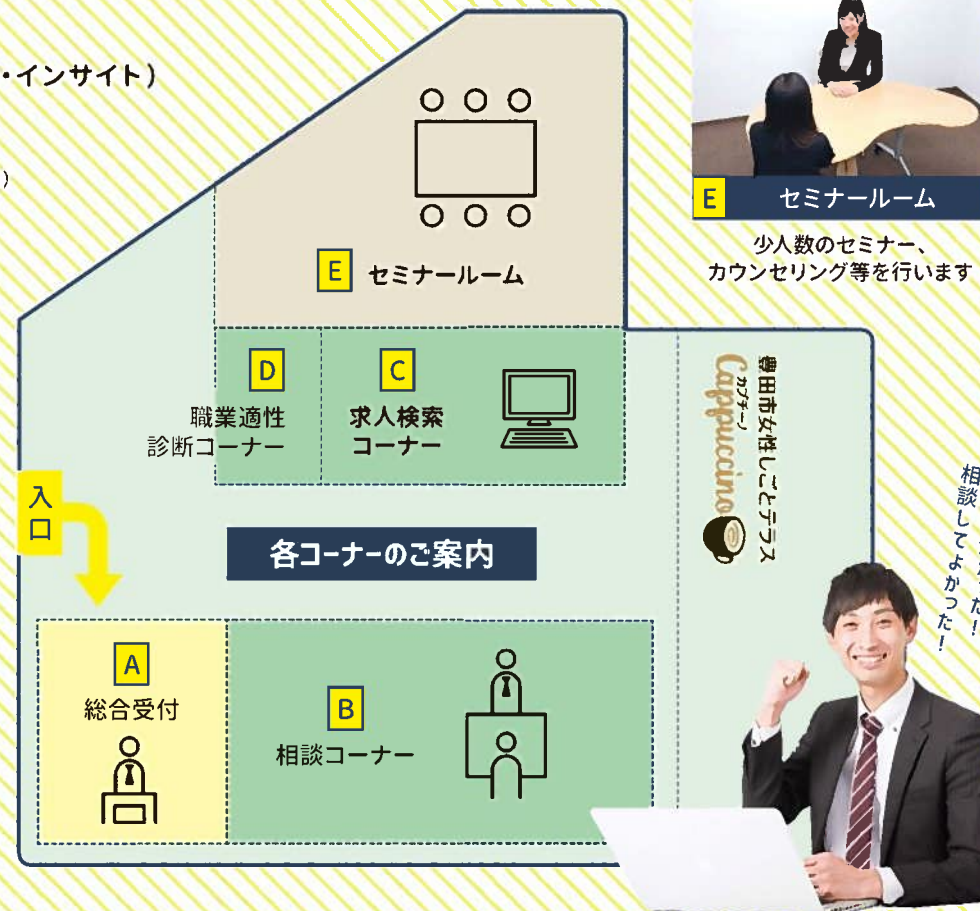 ・インサイト)
)
E セミナールーム
少人数のセミナー、
カウンセリング等を行います
E セミナールーム
D
職業適性
診断コーナー
C
求人検索
コーナー
豊田市女性しごとテラス
カプチーノ
Cappuccino
入口
各コーナーのご案内
A
総合受付
B
相談コーナー
相談してよかった!
た!